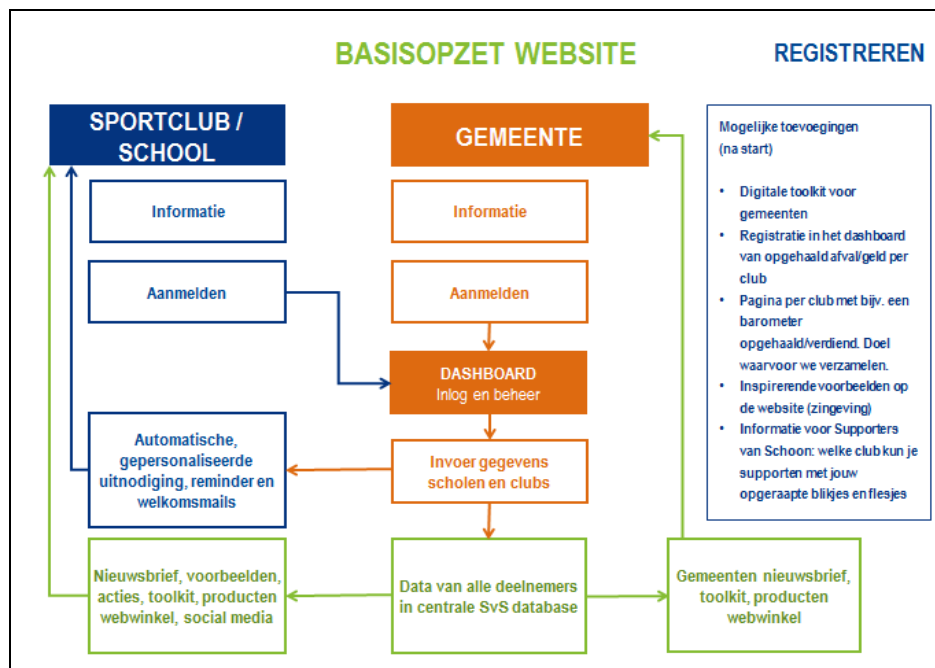 BASISOPZET WEBSITE
REGISTREREN
SPORTCLUB /
SCHOOL
GEMEENTE
Informatie
Informatie
Aanmelden
Aanmelden
DASHBOARD
Inlog en beheer
Automatische,
gepersonaliseerde
uitnodiging, reminder en
welkomsmails
Invoer gegevens
scholen en clubs
Nieuwsbrief, voorbeelden,
acties, toolkit, producten
webwinkel, social media
Data van alle deelnemers
in centrale SvS database
Gemeenten nieuwsbrief,
toolkit, producten
webwinkel
Mogelijke toevoegingen
(na start)
• Digitale toolkit voor
gemeenten
• Registratie in het dashboard
van opgehaald afval/geld per
club
• Pagina per club met bijv. een
barometer
opgehaald/verdiend. Doel
waarvoor we verzamelen.
• Inspirerende voorbeelden op
de website (zingeving)
• Informatie voor Supporters
van Schoon: welke club kun je
supporten met jouw
opgeraapte blikjes en flesjes